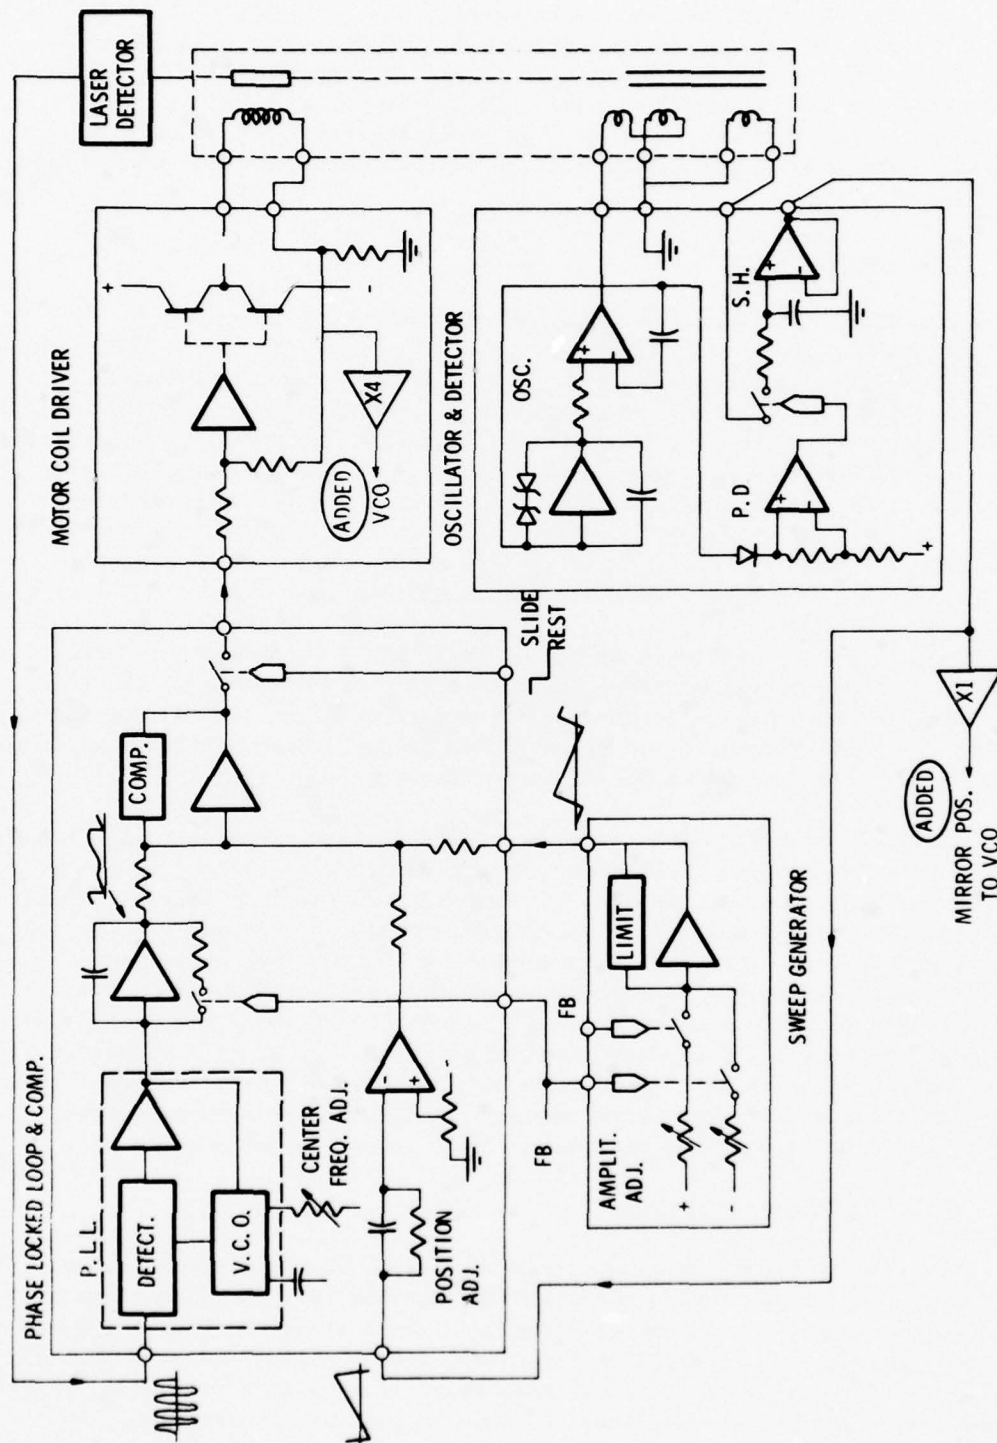 PHASE LOCKED LOOP & COMP.
P.L.L.
DETECT.
V.C.O.
CENTER
FREQ. ADJ.
POSITION
ADJ.
COMP.
- +
-
MOTOR COIL DRIVER
+
-
X4
ADDED
VCO
LASER
DETECTOR
OSCILLATOR & DETECTOR
OSC.
+
-
P.D.
+
-
+
S.H.
+
-
SLIDE
REST
FB
FB
AMPLIT.
ADJ.
+
-
LIMIT
SWEEP GENERATOR
X1
ADDED
MIRROR POS.
TO VCO